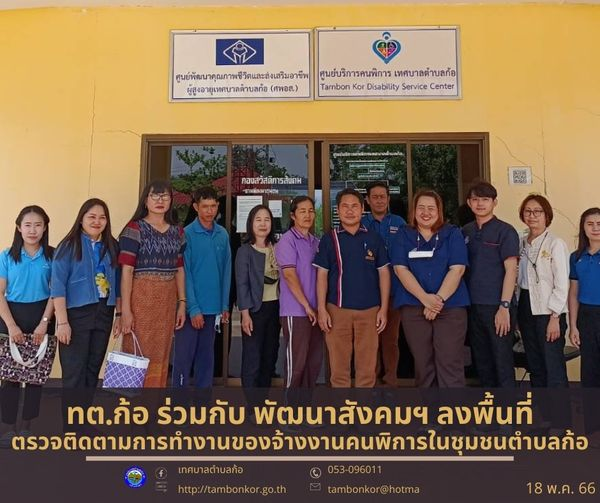 ศูนย์พัฒนาคุณภาพชีวิตและส่งเสริมอาชีพ
ผู้สูงอายุเทศบาลตำบลก้อ (ศพอส.)
ศูนย์บริการคนพิการ เทศบาลตำบลก้อ
Tambon Kor Disability Service Center
กองสวัสดิการสังคม
ทต.ก้อ ร่วมกับ พัฒนาสังคมฯ ลงพื้นที่
ตรวจติดตามการทำงานของจ้างงานคนพิการในชุมชนตำบลก้อ
เทศบาลตำบลก้อ
053-096011
http://tambonkor.go.th
tambonkor@hotma
18 พ.ค. 66